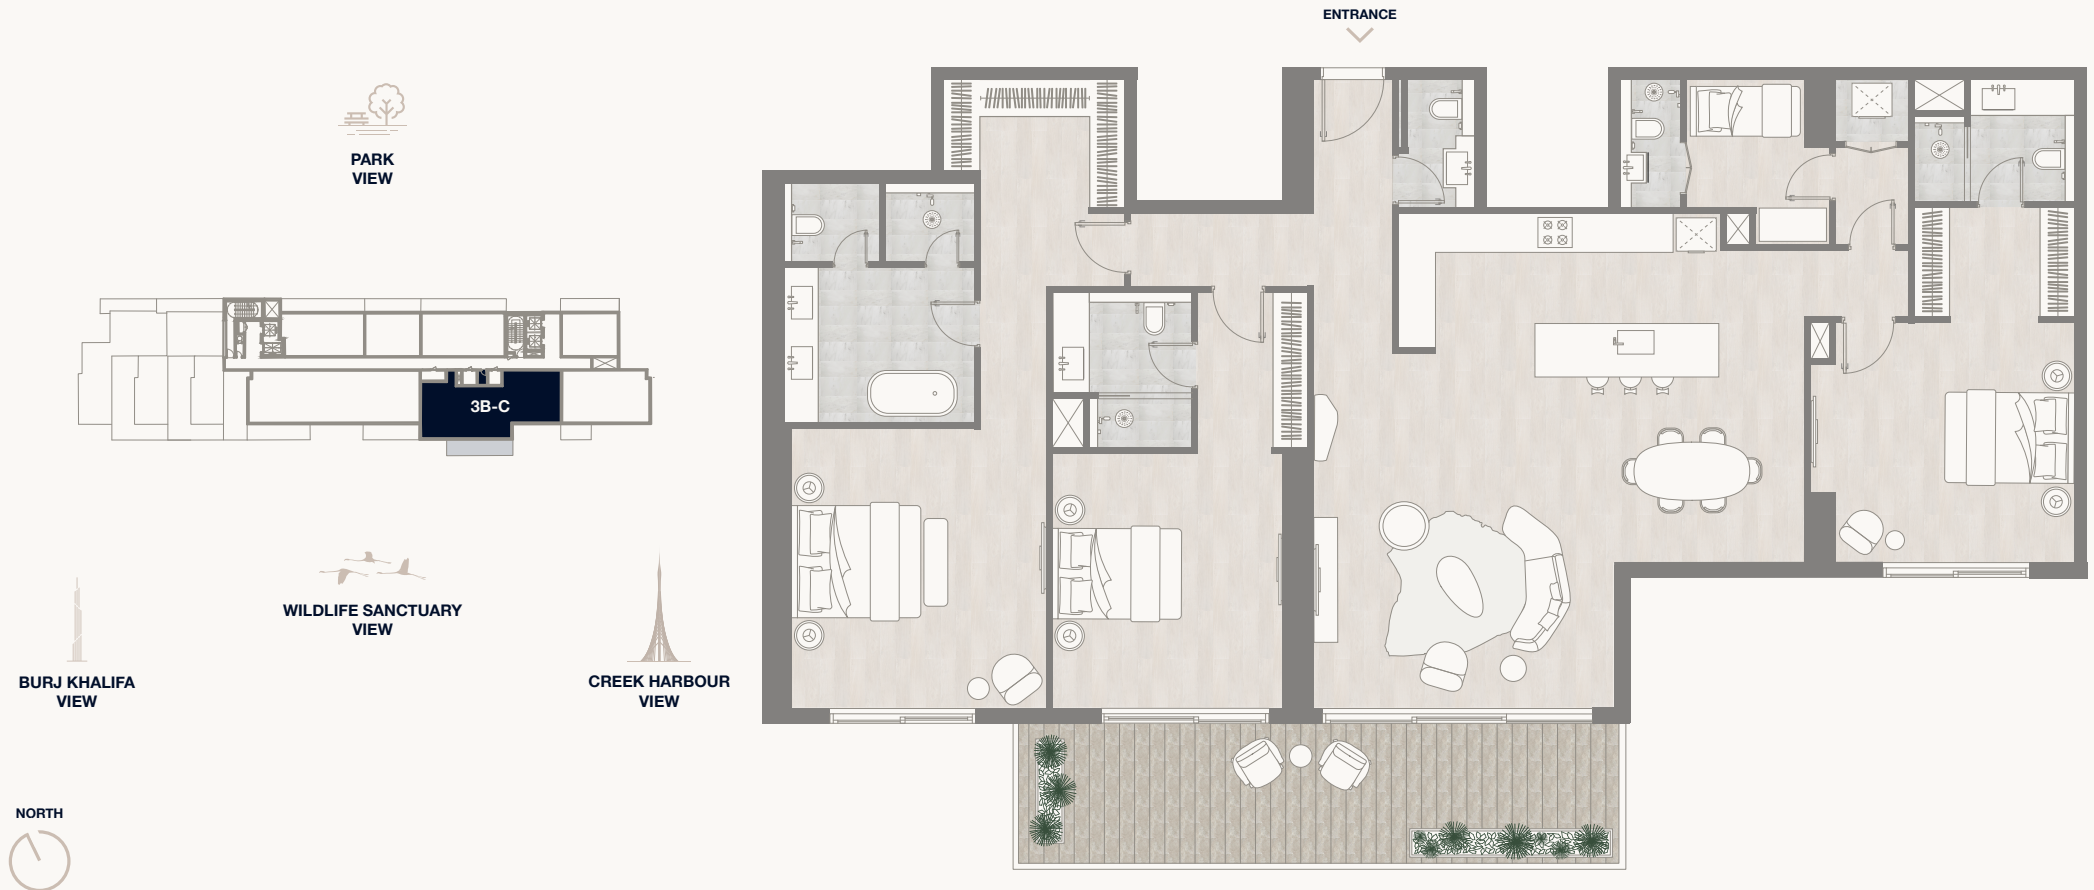 ENTRANCE
PARK
VIEW
3B-C
WILDLIFE SANCTUARY
VIEW
BURJ KHALIFA
VIEW
CREEK HARBOUR
VIEW
NORTH